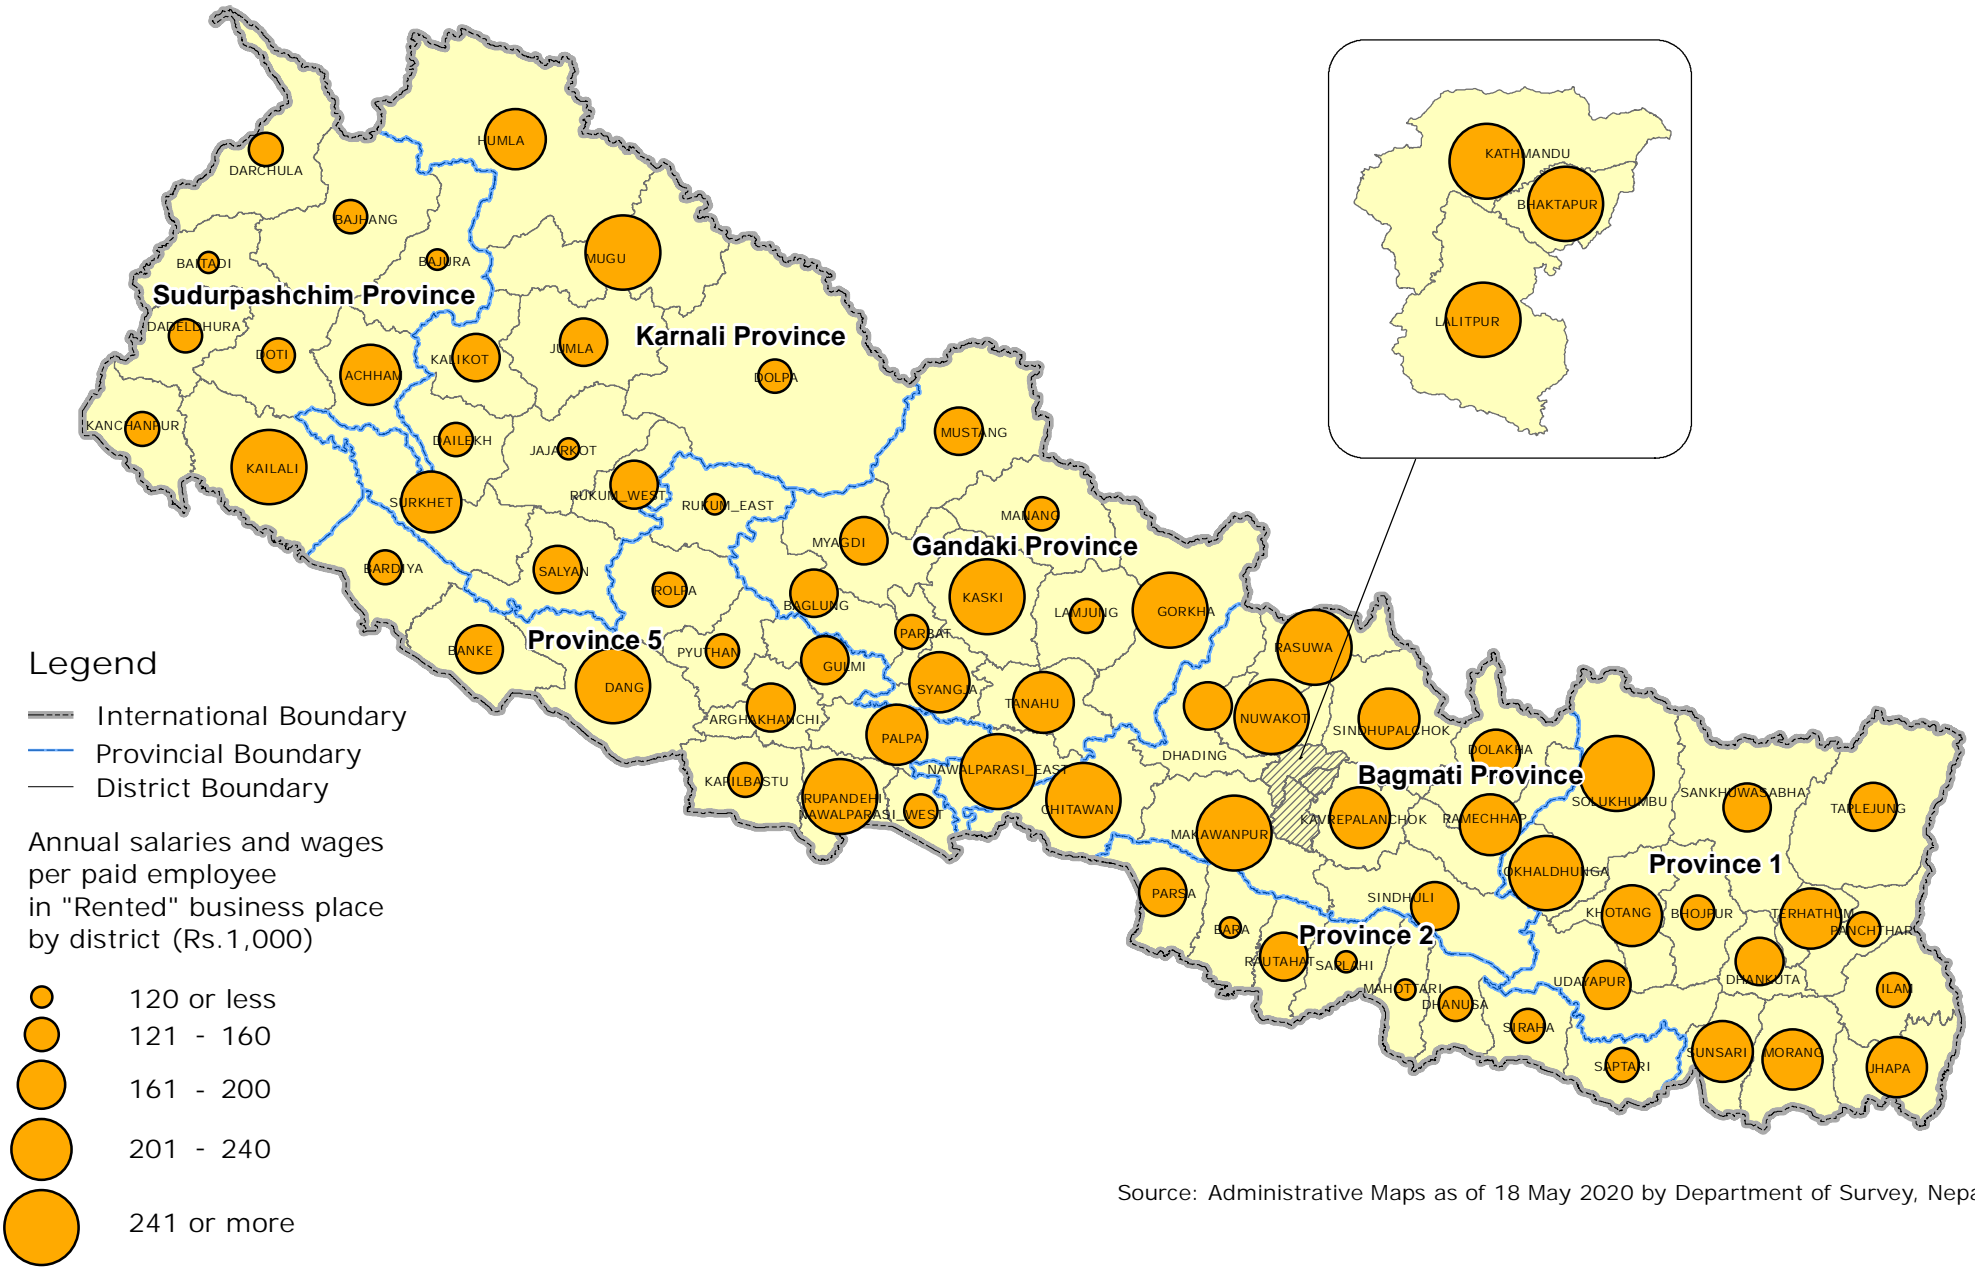 HUMLA
DARCHULA
BAJHANG
BAITADI
BAJURA
MUGU
Sudurpashchim Province
DADELDHURA
DOTI
ACHHAM
KALIKOT
JUMLA
Karnali Province
DOLPA
KANCHANPUR
KAILALI
DAILEKH
JAJARKOT
SURKHET
RUKUM_WEST
RUKUM_EAST
MUSTANG
MANANG
MYAGDI
Gandaki Province
BARDIYA
SALYAN
ROLPA
BAGLUNG
KASKI
LAMJUNG
GORKHA
PARBAT
BANKE
Province 5
PYUTHAN
GULMI
DANG
SYANGJA
TANAHU
ARGHAKHANCHI
PALPA
KAPILBASTU
RUPANDEHI
NAWALPARASI_WEST
NAWALPARASI_EAST
CHITAWAN
KATHMANDU
BHAKTAPUR
LALITPUR
RASUWA
NUWAKOT
DHADING
SINDHUPALCHOK
DOLAKHA
Bagmati Province
MAKAWANPUR
KAVREPALANCHOK
RAMECHHAP
SOLUKHUMBU
SANKHUWASABHA
TAPLEJUNG
OKHALDHUNGA
Province 1
PARSA
SINDHULI
KHOTANG
BHOJPUR
TERHATHUM
PANCHTHAR
BARA
Province 2
RAUTAHAT
SARLAHI
MAHOTTARI
DHANUSA
UDAYAPUR
DHANKUTA
ILAM
SIRAHA
SAPTARI
SUNSARI
MORANG
JHAPA
Legend
International Boundary
Provincial Boundary
District Boundary
Annual salaries and wages
per paid employee
in "Rented" business place
by district (Rs.1,000)
120 or less
121 - 160
161 - 200
201 - 240
241 or more
Source: Administrative Maps as of 18 May 2020 by Department of Survey, Nepa